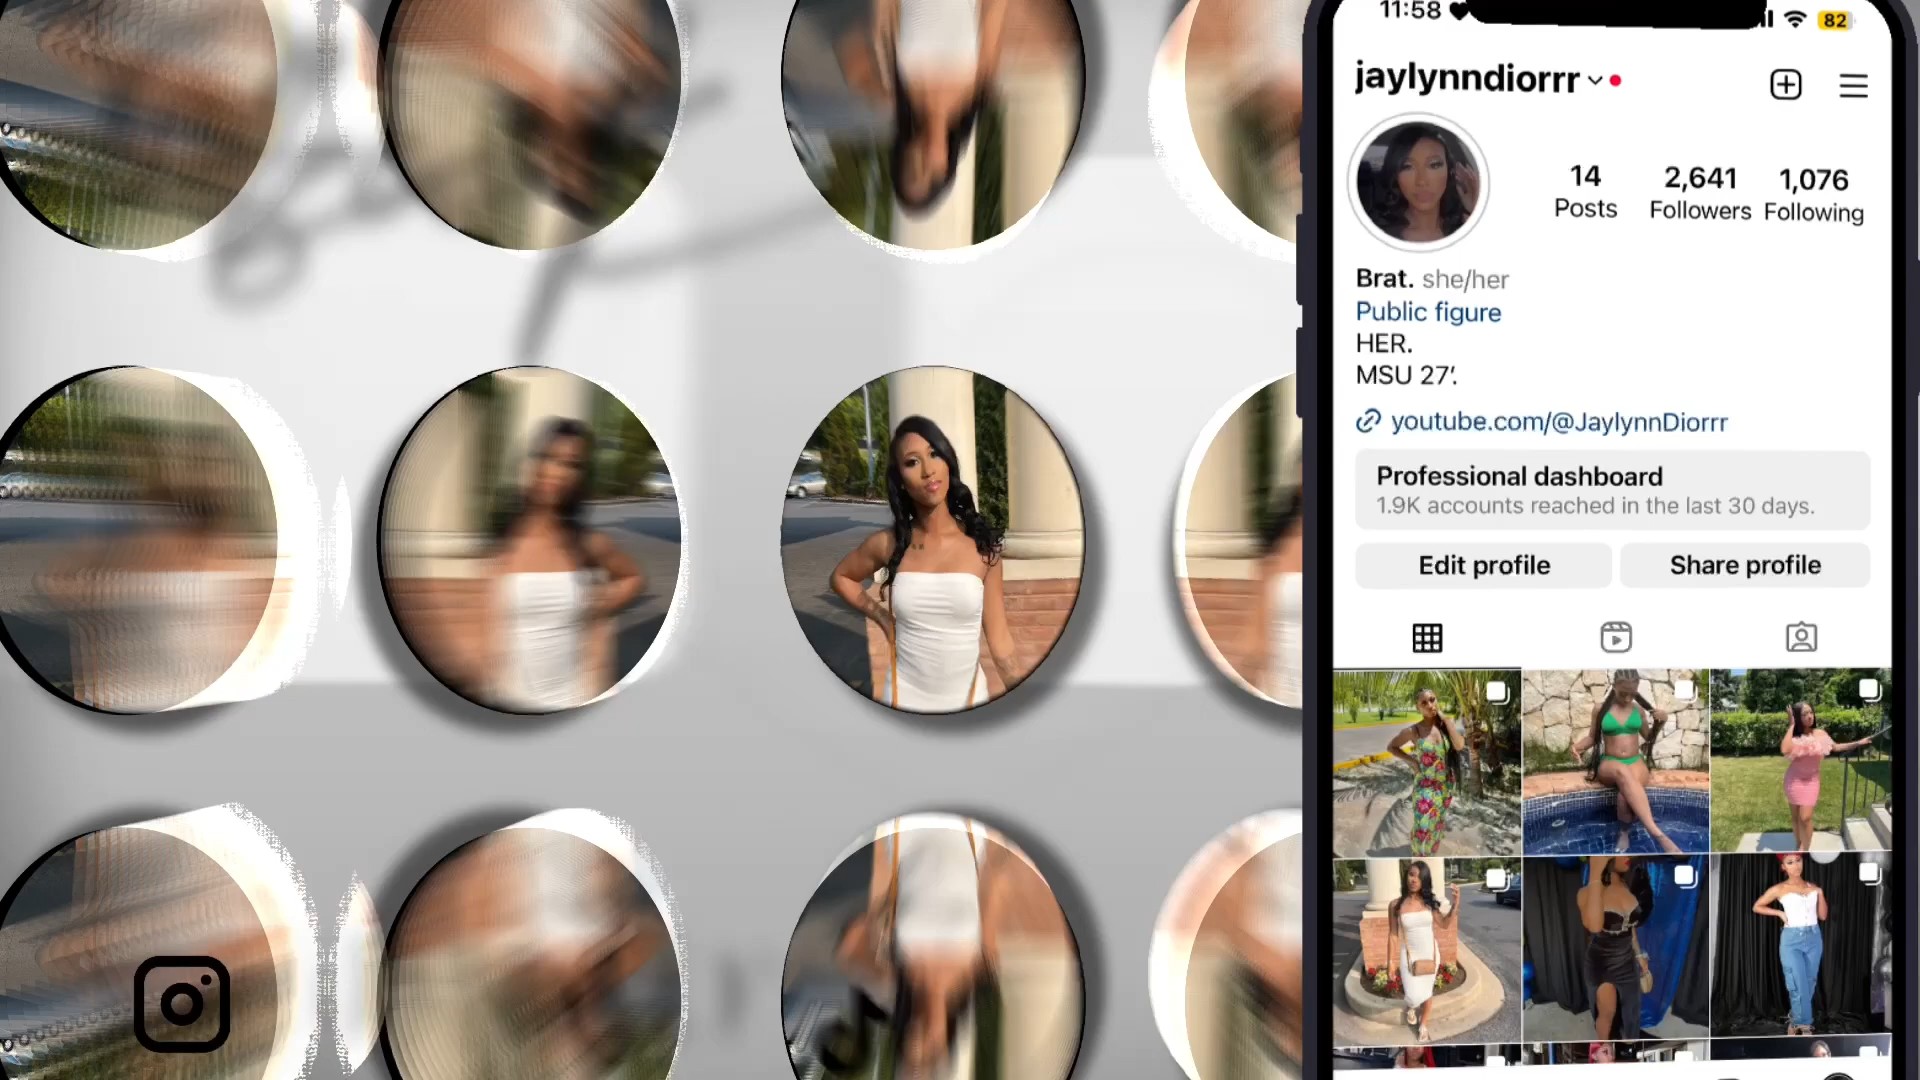 11:58
82
jaylynndiorrr
14
2,641
1,076
Posts
Followers
Following
Brat. she/her
Public figure
HER.
MSU 27'.
youtube.com/@JaylynnDiorrr
Professional dashboard
1.9K accounts reached in the last 30 days.
Edit profile
Share profile